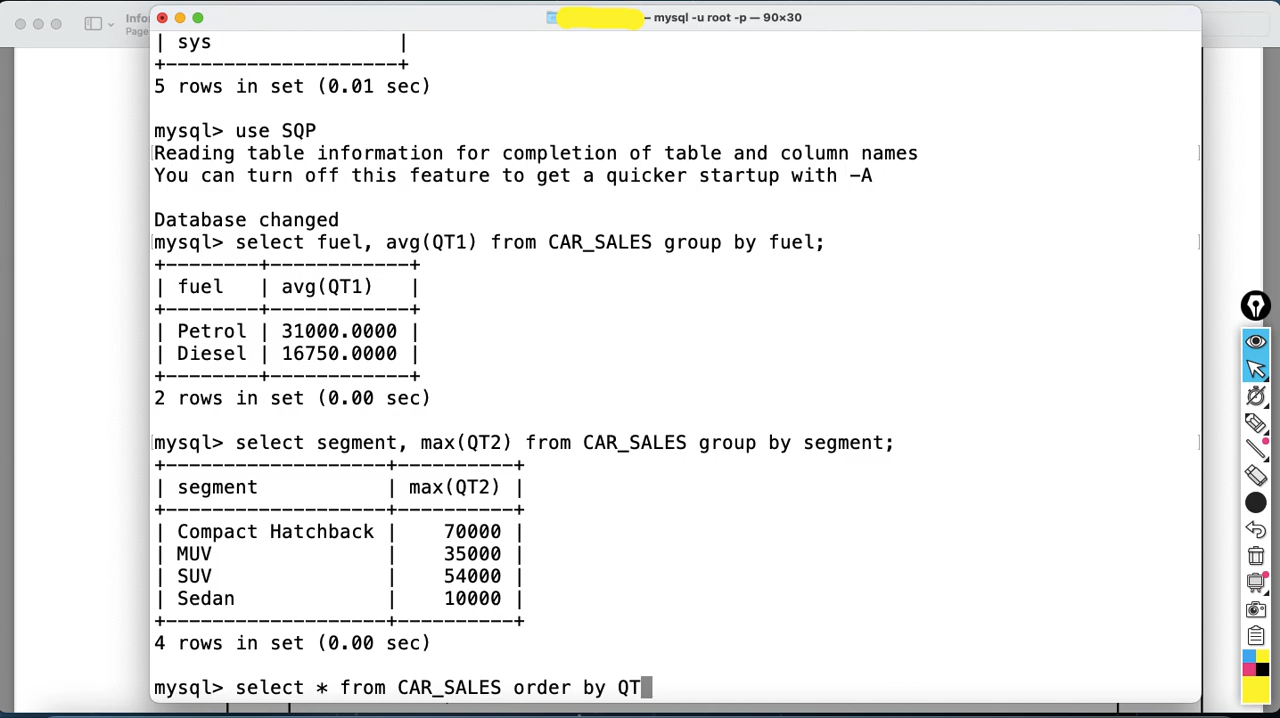 Infor
Page
— mysql -u root -p — 90×30
| sys                |
+--------------------+
5 rows in set (0.01 sec)
mysql> use SQP
Reading table information for completion of table and column names
You can turn off this feature to get a quicker startup with -A
Database changed
mysql> select fuel, avg(QT1) from CAR_SALES group by fuel;
+--------+------------+
| fuel   | avg(QT1)   |
+--------+------------+
| Petrol | 31000.0000 |
| Diesel | 16750.0000 |
+--------+------------+
2 rows in set (0.00 sec)
mysql> select segment, max(QT2) from CAR_SALES group by segment;
+-------------------+----------+
| segment           | max(QT2) |
+-------------------+----------+
| Compact Hatchback |    70000 |
| MUV               |    35000 |
| SUV               |    54000 |
| Sedan             |    10000 |
+-------------------+----------+
4 rows in set (0.00 sec)
mysql> select * from CAR_SALES order by QT